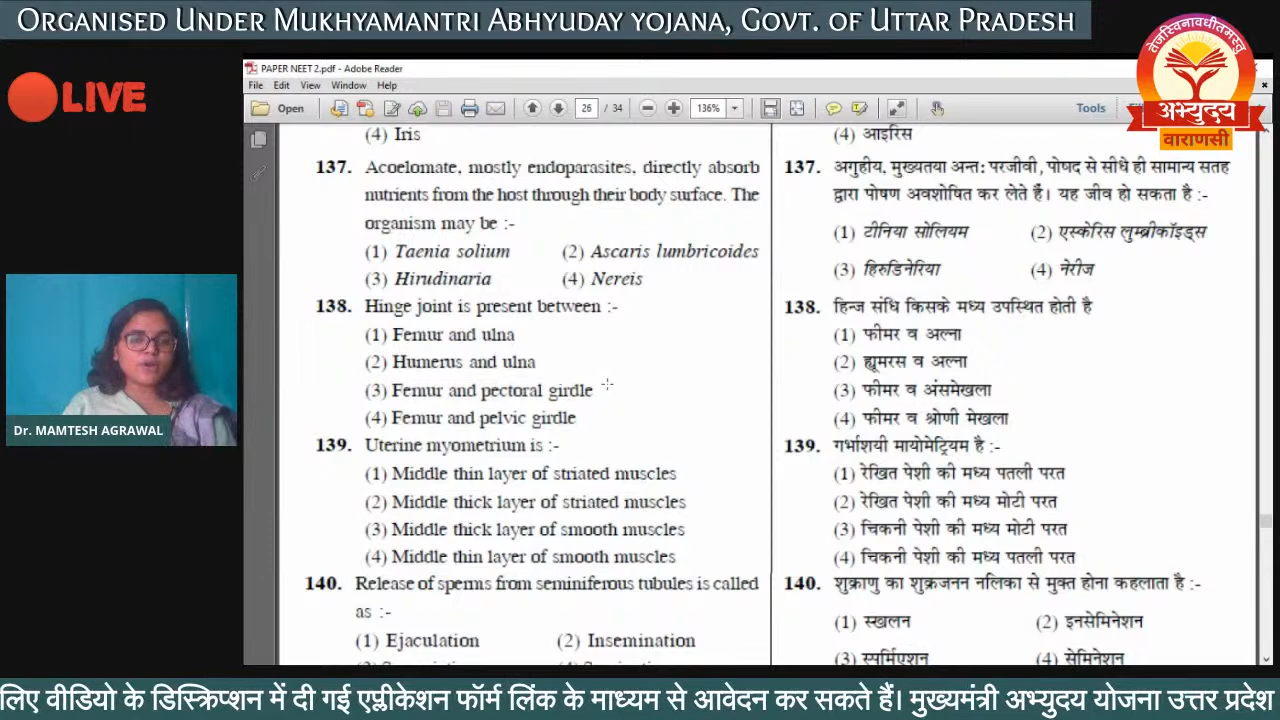 ORGANISED UNDER MUKHYAMANTRI ABHYUDAY YOJANA, GOVT. OF UTTAR PRADESH
तेजस्विनावधीतमस्तु
अभ्युदय
वाराणसी
LIVE
PAPER NEET 2.pdf - Adobe Reader
File Edit View Window Help
Open 26 / 34 136% Tools
(4) Iris
137. Acoelomate, mostly endoparasites, directly absorb
nutrients from the host through their body surface. The
organism may be :-
(1) Taenia solium (2) Ascaris lumbricoides
(3) Hirudinaria (4) Nereis
138. Hinge joint is present between :-
(1) Femur and ulna
(2) Humerus and ulna
(3) Femur and pectoral girdle
(4) Femur and pelvic girdle
139. Uterine myometrium is :-
(1) Middle thin layer of striated muscles
(2) Middle thick layer of striated muscles
(3) Middle thick layer of smooth muscles
(4) Middle thin layer of smooth muscles
140. Release of sperms from seminiferous tubules is called
as :-
(1) Ejaculation (2) Insemination
(4) आइरिस
137. अगुहीय, मुख्यतया अन्त: परजीवी, पोषद से सीधे ही सामान्य सतह
द्वारा पोषण अवशोषित कर लेते हैं। यह जीव हो सकता है :-
(1) टीनिया सोलियम (2) एस्केरिस लुम्ब्रीकॉइड्स
(3) हिरुडिनेरिया (4) नेरीज
138. हिन्ज संधि किसके मध्य उपस्थित होती है
(1) फीमर व अल्ना
(2) ह्यूमरस व अल्ना
(3) फीमर व अंसमेखला
(4) फीमर व श्रोणी मेखला
139. गर्भाशयी मायोमेट्रियम है :-
(1) रेखित पेशी की मध्य पतली परत
(2) रेखित पेशी की मध्य मोटी परत
(3) चिकनी पेशी की मध्य मोटी परत
(4) चिकनी पेशी की मध्य पतली परत
140. शुक्राणु का शुक्रजनन नलिका से मुक्त होना कहलाता है :-
(1) स्खलन (2) इनसेमिनेशन
(3) स्पर्मिएशन (4) सेमिनेशन
Dr. MAMTESH AGRAWAL
लिए वीडियो के डिस्क्रिप्शन में दी गई एप्लीकेशन फॉर्म लिंक के माध्यम से आवेदन कर सकते हैं। मुख्यमंत्री अभ्युदय योजना उत्तर प्रदेश